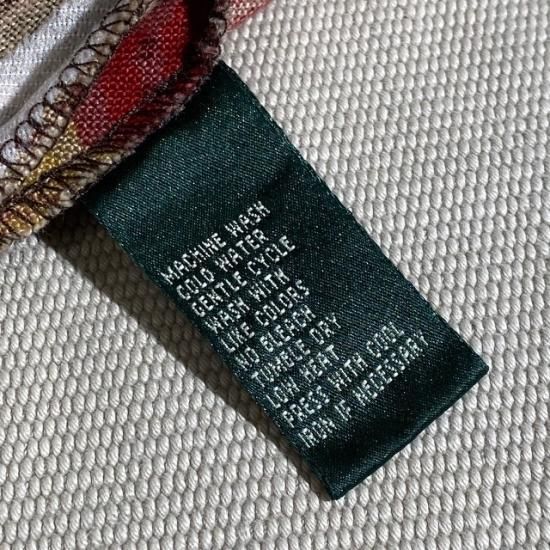 MACHINE WASH
COLD WATER
GENTLE CYCLE
WASH WITH
LIKE COLORS
NO BLEACH
TUMBLE DRY
LOW HEAT
PRESS WITH COOL
IRON IF NECESSARY